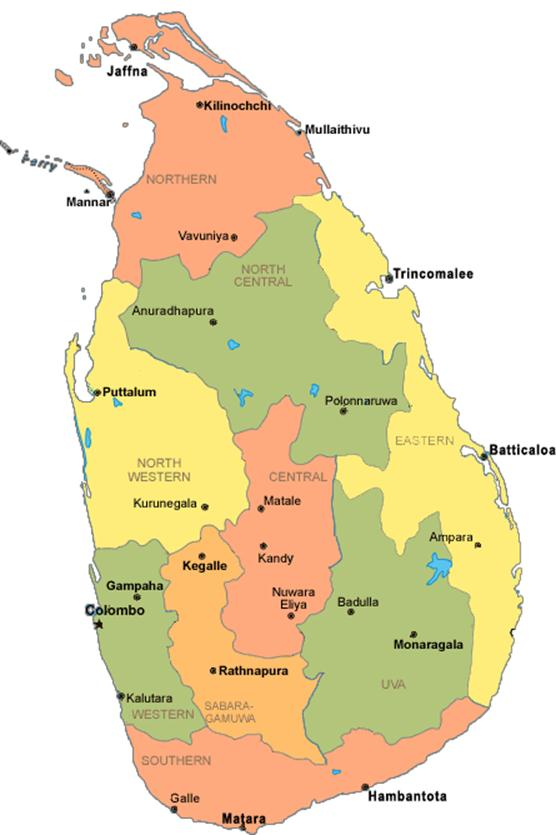 Jaffna
Kilinochchi
Mullaithivu
ferry
NORTHERN
Mannar
Vavuniya
NORTH
CENTRAL
Trincomalee
Anuradhapura
Puttalum
Polonnaruwa
EASTERN
Batticaloa
NORTH
WESTERN
CENTRAL
Kurunegala
Matale
Ampara
Kandy
Kegalle
Gampaha
Nuwara
Eliya
Badulla
Colombo
Monaragala
Rathnapura
UVA
Kalutara
WESTERN
SABARA-
GAMUWA
SOUTHERN
Galle
Hambantota
Matara